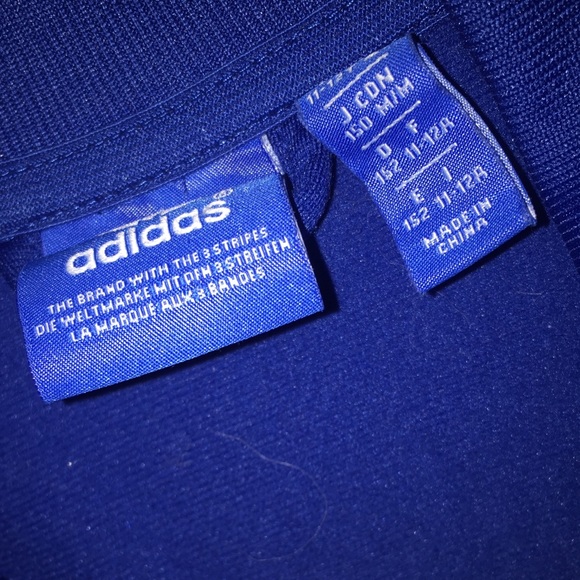 adidas®
THE BRAND WITH THE 3 STRIPES
DIE WELTMARKE MIT DEN 3 STREIFEN
LA MARQUE AUX 3 BANDES
J CDN
150 M/M
D F
152 11-12A
E I
152 11-12A
MADE IN
CHINA